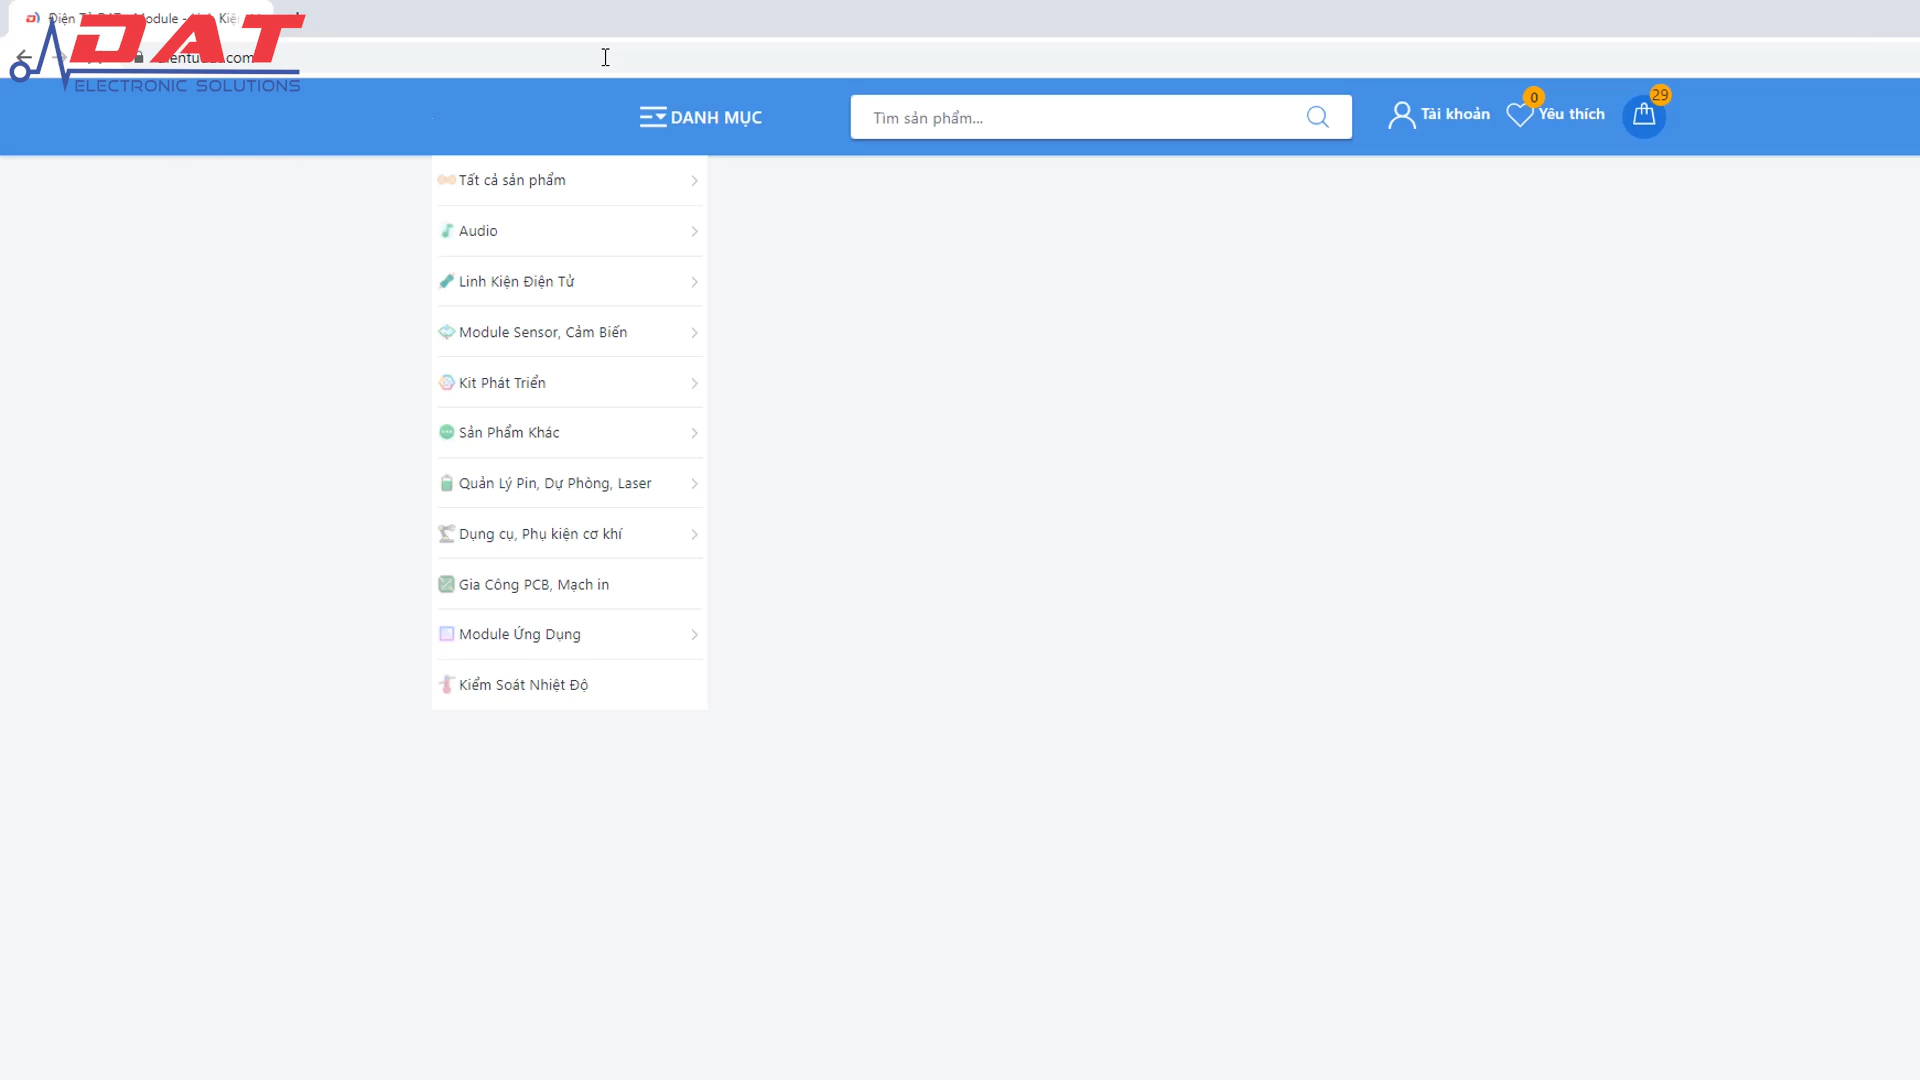 DAT
ELECTRONIC SOLUTIONS
DANH MỤC
Tìm sản phẩm...
Tài khoản
0
Yêu thích
29
Tất cả sản phẩm
Audio
Linh Kiện Điện Tử
Module Sensor, Cảm Biến
Kit Phát Triển
Sản Phẩm Khác
Quản Lý Pin, Dự Phòng, Laser
Dụng cụ, Phụ kiện cơ khí
Gia Công PCB, Mạch in
Module Ứng Dụng
Kiểm Soát Nhiệt Độ